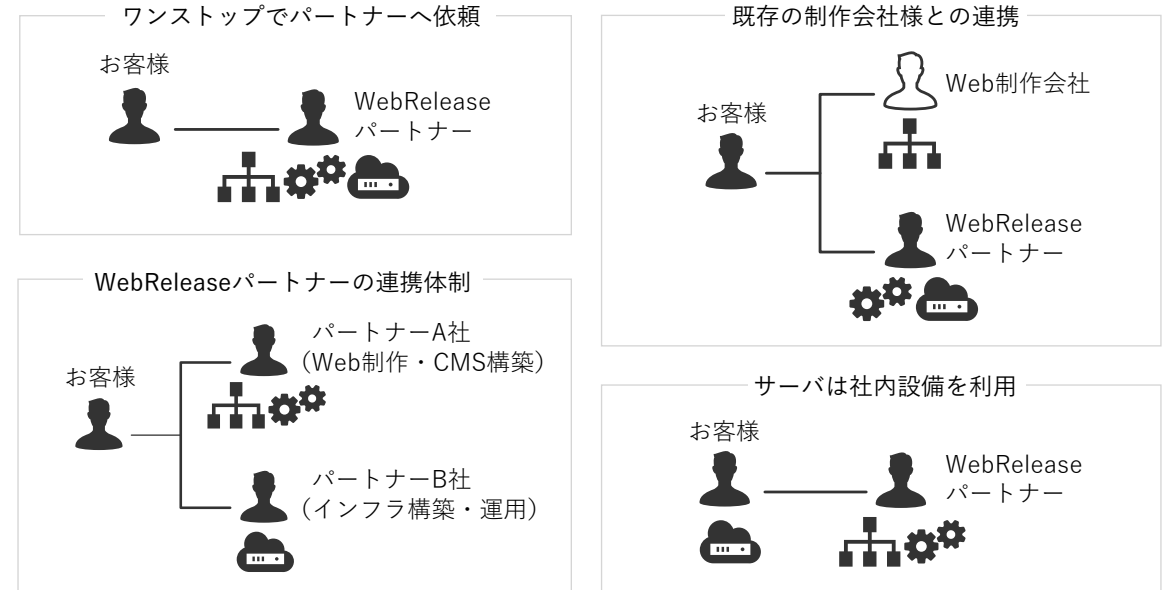 ワンストップでパートナーへ依頼
お客様
WebRelease
パートナー
既存の制作会社様との連携
お客様
Web制作会社
WebRelease
パートナー
WebReleaseパートナーの連携体制
お客様
パートナーA社
（Web制作・CMS構築）
パートナーB社
（インフラ構築・運用）
サーバは社内設備を利用
お客様
WebRelease
パートナー